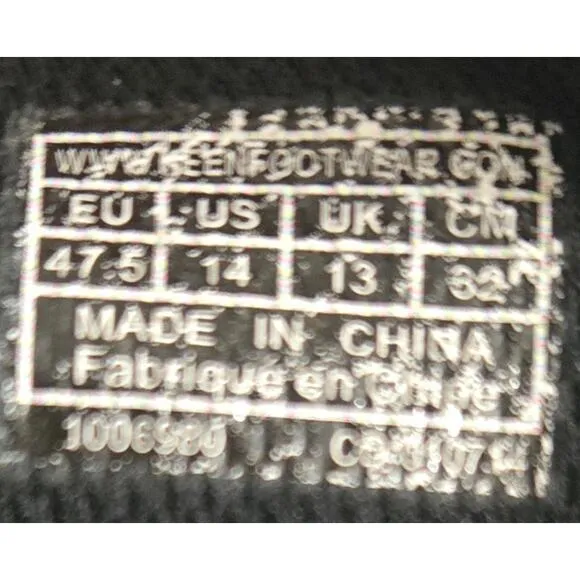 WWW.KEENFOOTWEAR.COM
EU US UK CM
47.5 14 13 32
MADE IN CHINA
Fabriqué en Chine
1006980